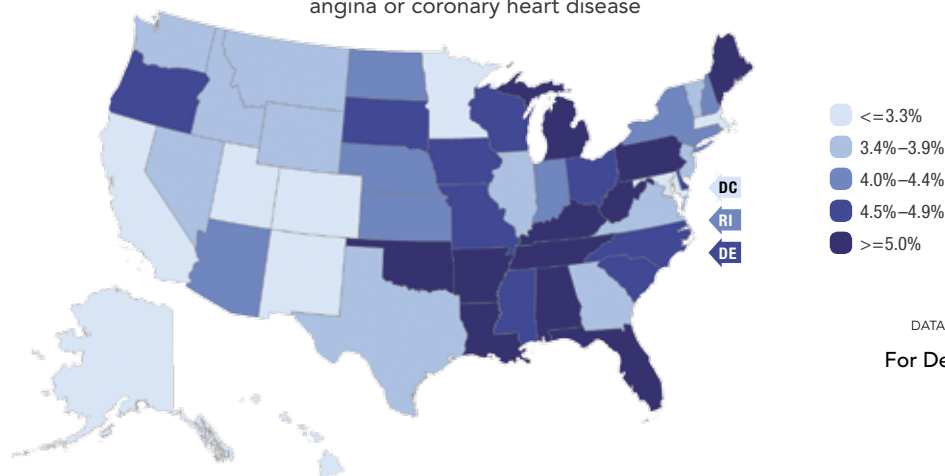 angina or coronary heart disease
DC
RI
DE
<=3.3%
3.4%–3.9%
4.0%–4.4%
4.5%–4.9%
>=5.0%
DATA
For De